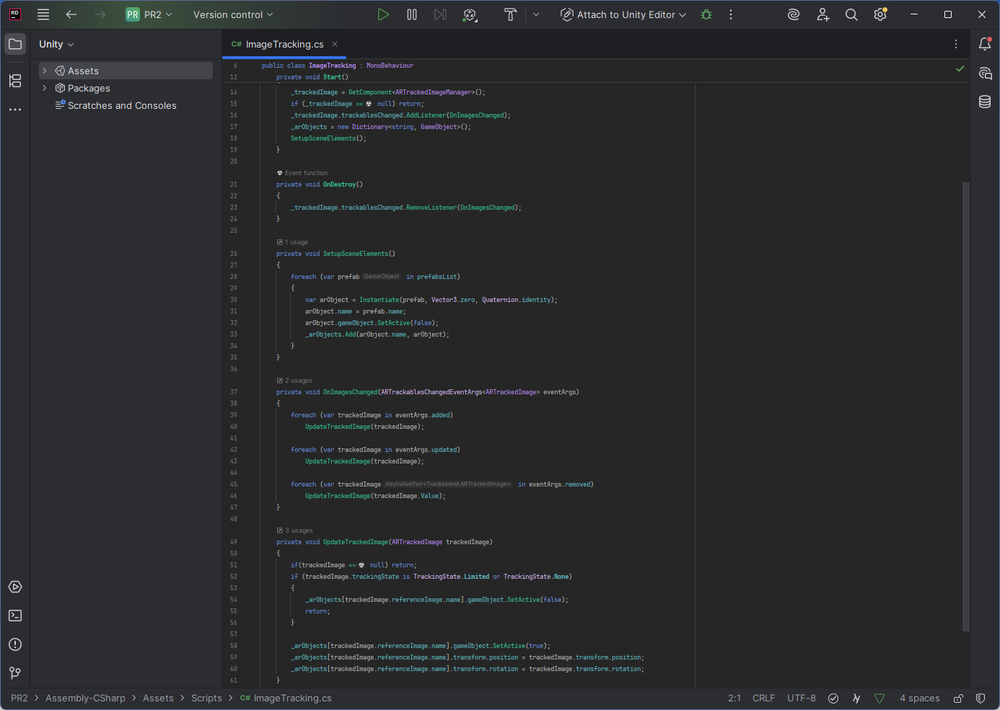 RD
PR PR2 Version control Attach to Unity Editor
Unity
C# ImageTracking.cs
Assets
Packages
Scratches and Consoles
6 public class ImageTracking : MonoBehaviour
12 private void Start()
14 _trackedImage = GetComponent<ARTrackedImageManager>();
15 if (_trackedImage == null) return;
16 _trackedImage.trackablesChanged.AddListener(OnImagesChanged);
17 _arObjects = new Dictionary<string, GameObject>();
18 SetupSceneElements();
19 }
20
Event function
21 private void OnDestroy()
22 {
23 _trackedImage.trackablesChanged.RemoveListener(OnImagesChanged);
24 }
25
1 usage
26 private void SetupSceneElements()
27 {
28 foreach (var prefab :GameObject in prefabsList)
29 {
30 var arObject = Instantiate(prefab, Vector3.zero, Quaternion.identity);
31 arObject.name = prefab.name;
32 arObject.gameObject.SetActive(false);
33 _arObjects.Add(arObject.name, arObject);
34 }
35 }
36
2 usages
37 private void OnImagesChanged(ARTrackablesChangedEventArgs<ARTrackedImage> eventArgs)
38 {
39 foreach (var trackedImage in eventArgs.added)
40 UpdateTrackedImage(trackedImage);
41
42 foreach (var trackedImage in eventArgs.updated)
43 UpdateTrackedImage(trackedImage);
44
45 foreach (var trackedImage :KeyValuePair<TrackableId,ARTrackedImage> in eventArgs.removed)
46 UpdateTrackedImage(trackedImage.Value);
47 }
48
3 usages
49 private void UpdateTrackedImage(ARTrackedImage trackedImage)
50 {
51 if(trackedImage == null) return;
52 if (trackedImage.trackingState is TrackingState.Limited or TrackingState.None)
53 {
54 _arObjects[trackedImage.referenceImage.name].gameObject.SetActive(false);
55 return;
56 }
57
58 _arObjects[trackedImage.referenceImage.name].gameObject.SetActive(true);
59 _arObjects[trackedImage.referenceImage.name].transform.position = trackedImage.transform.position;
60 _arObjects[trackedImage.referenceImage.name].transform.rotation = trackedImage.transform.rotation;
61 }
PR2 > Assembly-CSharp > Assets > Scripts > C# ImageTracking.cs 2:1 CRLF UTF-8 4 spaces